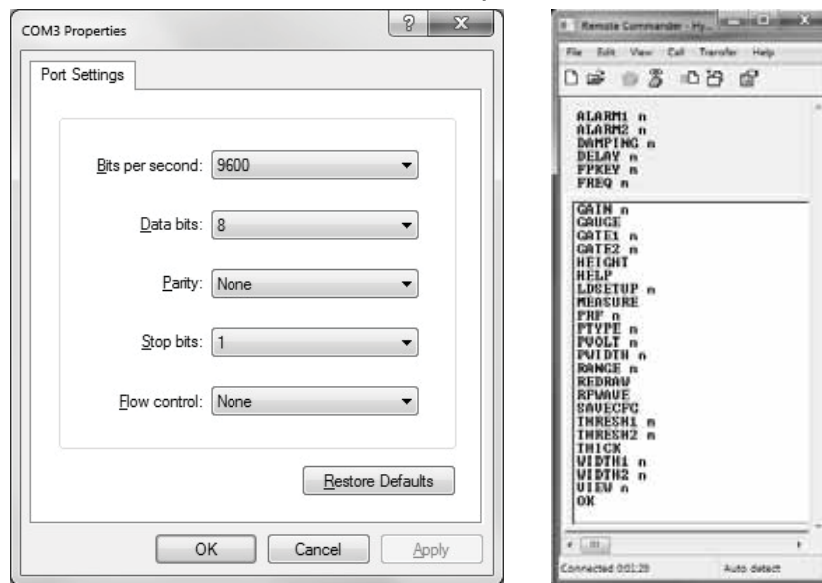 COM3 Properties
Port Settings
Bits per second: 9600
Data bits: 8
Parity: None
Stop bits: 1
Flow control: None
Restore Defaults
OK Cancel Apply
Remote Commander - Hy...
File Edit View Call Transfer Help
ALARM1 n
ALARM2 n
DAMPING n
DELAY n
FPKEY n
FREQ n
GAIN n
GAUGE
GATE1 n
GATE2 n
HEIGHT
HELP
LDSETUP n
MEASURE
PRF n
PTYPE n
PVOLT n
PWIDTH n
RANGE n
REDRAW
RPWAVE
SAVECFG
THRESH1 n
THRESH2 n
THICK
WIDTH1 n
WIDTH2 n
VIEW n
OK
Connected 0:01:29 Auto detect